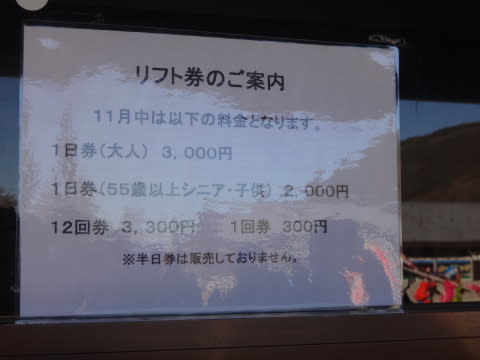 リフト券のご案内
11月中は以下の料金となります。
1日券(大人) 3,000円
1日券(55歳以上シニア・子供) 2,000円
12回券 3,300円 1回券 300円
※半日券は販売しておりません。